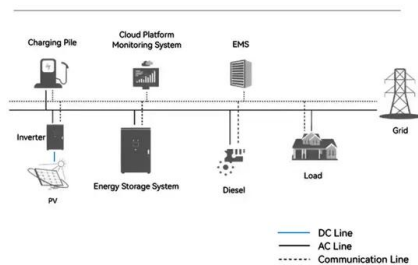 Charging Pile
Cloud Platform
Monitoring System
EMS
Grid
Inverter
PV
Energy Storage System
Diesel
Load
DC Line
AC Line
Communication Line